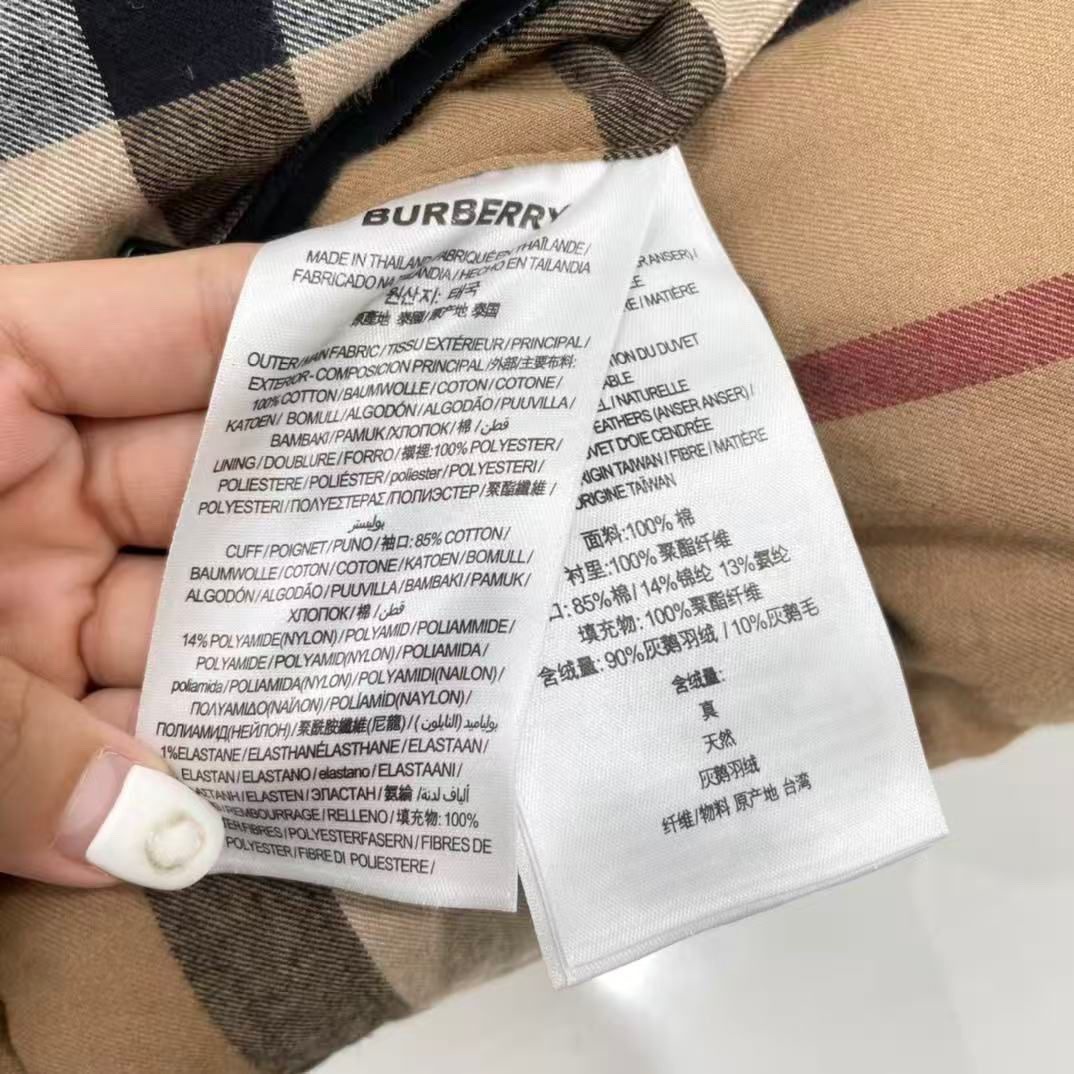 BURBERRY
MADE IN THAILAND/FABRIQUÉ EN THAÏLANDE/
FABRICADO NA TAILANDIA/HECHO EN TAILANDIA
원산지: 태국
原產地 泰國/原产地 泰国
OUTER/MAN FABRIC/TISSU EXTÉRIEUR/PRINCIPAL/
EXTERIOR-COMPOSICION PRINCIPAL/外部/主要布料:
100% COTTON/BAUMWOLLE/COTON/COTONE/
KATOEN/ BOMULL/ALGODÓN/ALGODÃO/PUUVILLA/
BAMBAKI/PAMUK/ХЛОПОК/棉/قطن/
LINING/DOUBLURE/FORRO/襯裡:100% POLYESTER/
POLIESTERE/POLIÉSTER/poliester/POLYESTERI/
POLYESTERI/ΠΟΛΥΕΣΤΕΡΑΣ/ПОЛИЭСТЕР/聚酯纖維/
بوليستر
CUFF/POIGNET/PUNO/袖口: 85% COTTON/
BAUMWOLLE/COTON/COTONE/KATOEN/BOMULL/
ALGODÓN/ALGODÃO/PUUVILLA/BAMBAKI/PAMUK/
ХЛОПОК/棉/قطن/
14% POLYAMIDE(NYLON)/POLYAMID/POLIAMMIDE/
POLYAMIDE/POLYAMID(NYLON)/POLIAMIDA/
poliamida/POLIAMIDA(NYLON)/POLYAMIDI(NAILON)/
ΠΟΛΥΑΜΙΔΟ(ΝΑΪΛΟΝ)/POLİAMİD(NAYLON)/
ПОЛИАМИД(НЕЙЛОН)/聚酰胺纖維(尼龍)/بولياميد (النايلون)/
1%ELASTANE/ELASTHANÉLASTHANE/ELASTAAN/
ELASTAN/ELASTANO/elastano/ELASTAANI/
ΕΛΑΣΤΑΝΗ/ELASTEN/ЭЛАСТАН/氨綸/ألياف لدنة/
REMBOURRAGE/RELLENO/填充物: 100%
FIBRES/POLYESTERFASERN/FIBRES DE
POLYESTER/FIBRE DI POLIESTERE/
ANSER)/
/MATIÈRE
DU DUVET
/NATURELLE
(ANSER ANSER)/
D'OIE CENDRÉE
TAIWAN/FIBRE/MATIÈRE
TAÏWAN
面料:100% 棉
衬里:100% 聚酯纤维
口: 85% 棉/ 14% 锦纶 13% 氨纶
填充物: 100% 聚酯纤维
含绒量: 90%灰鹅羽绒/ 10%灰鹅毛
含绒量:
真
天然
灰鹅羽绒
纤维/物料 原产地 台湾